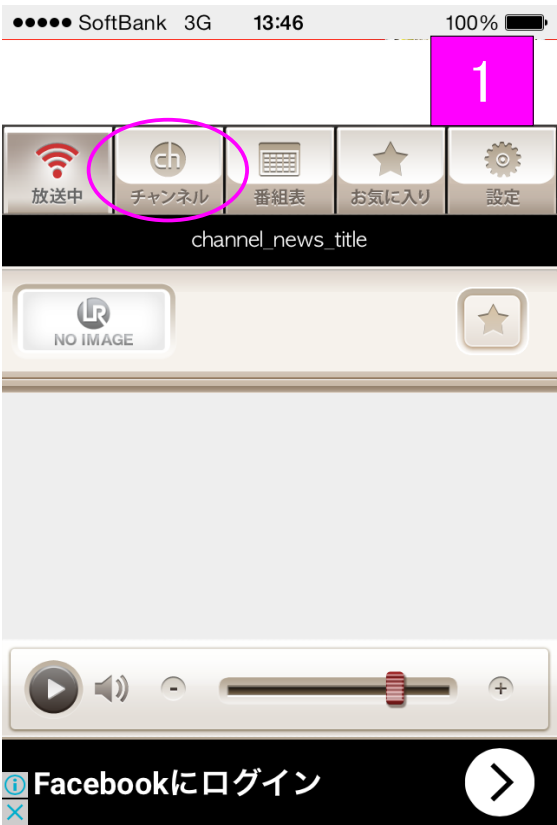 ●●●●● SoftBank 3G 13:46 100%
1
ch
放送中 チャンネル 番組表 お気に入り 設定
channel_news_title
LR
NO IMAGE
Facebookにログイン